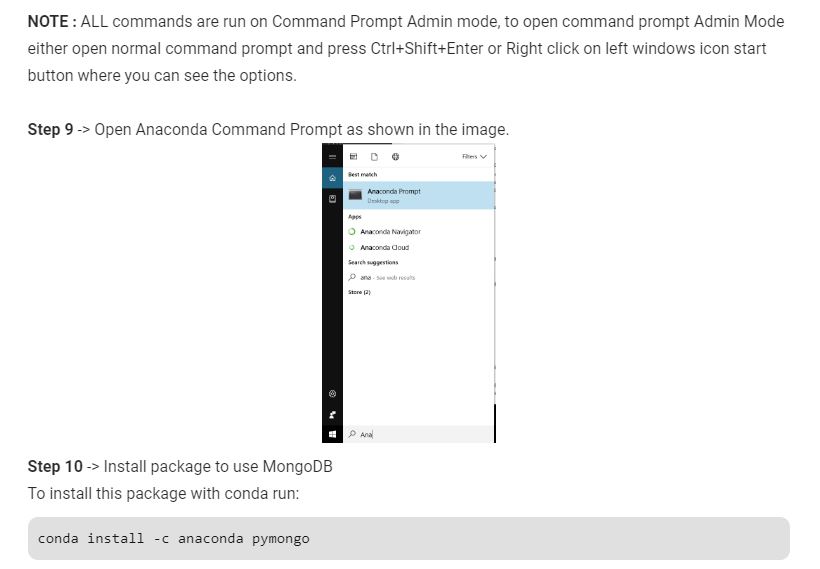 NOTE : ALL commands are run on Command Prompt Admin mode, to open command prompt Admin Mode
either open normal command prompt and press Ctrl+Shift+Enter or Right click on left windows icon start
button where you can see the options.
Step 9 -> Open Anaconda Command Prompt as shown in the image.
Filters
Best match
Anaconda Prompt
Desktop app
Apps
Anaconda Navigator
Anaconda Cloud
Search suggestions
ana - See web results
Store (2)
Ana
Step 10 -> Install package to use MongoDB
To install this package with conda run:
conda install -c anaconda pymongo